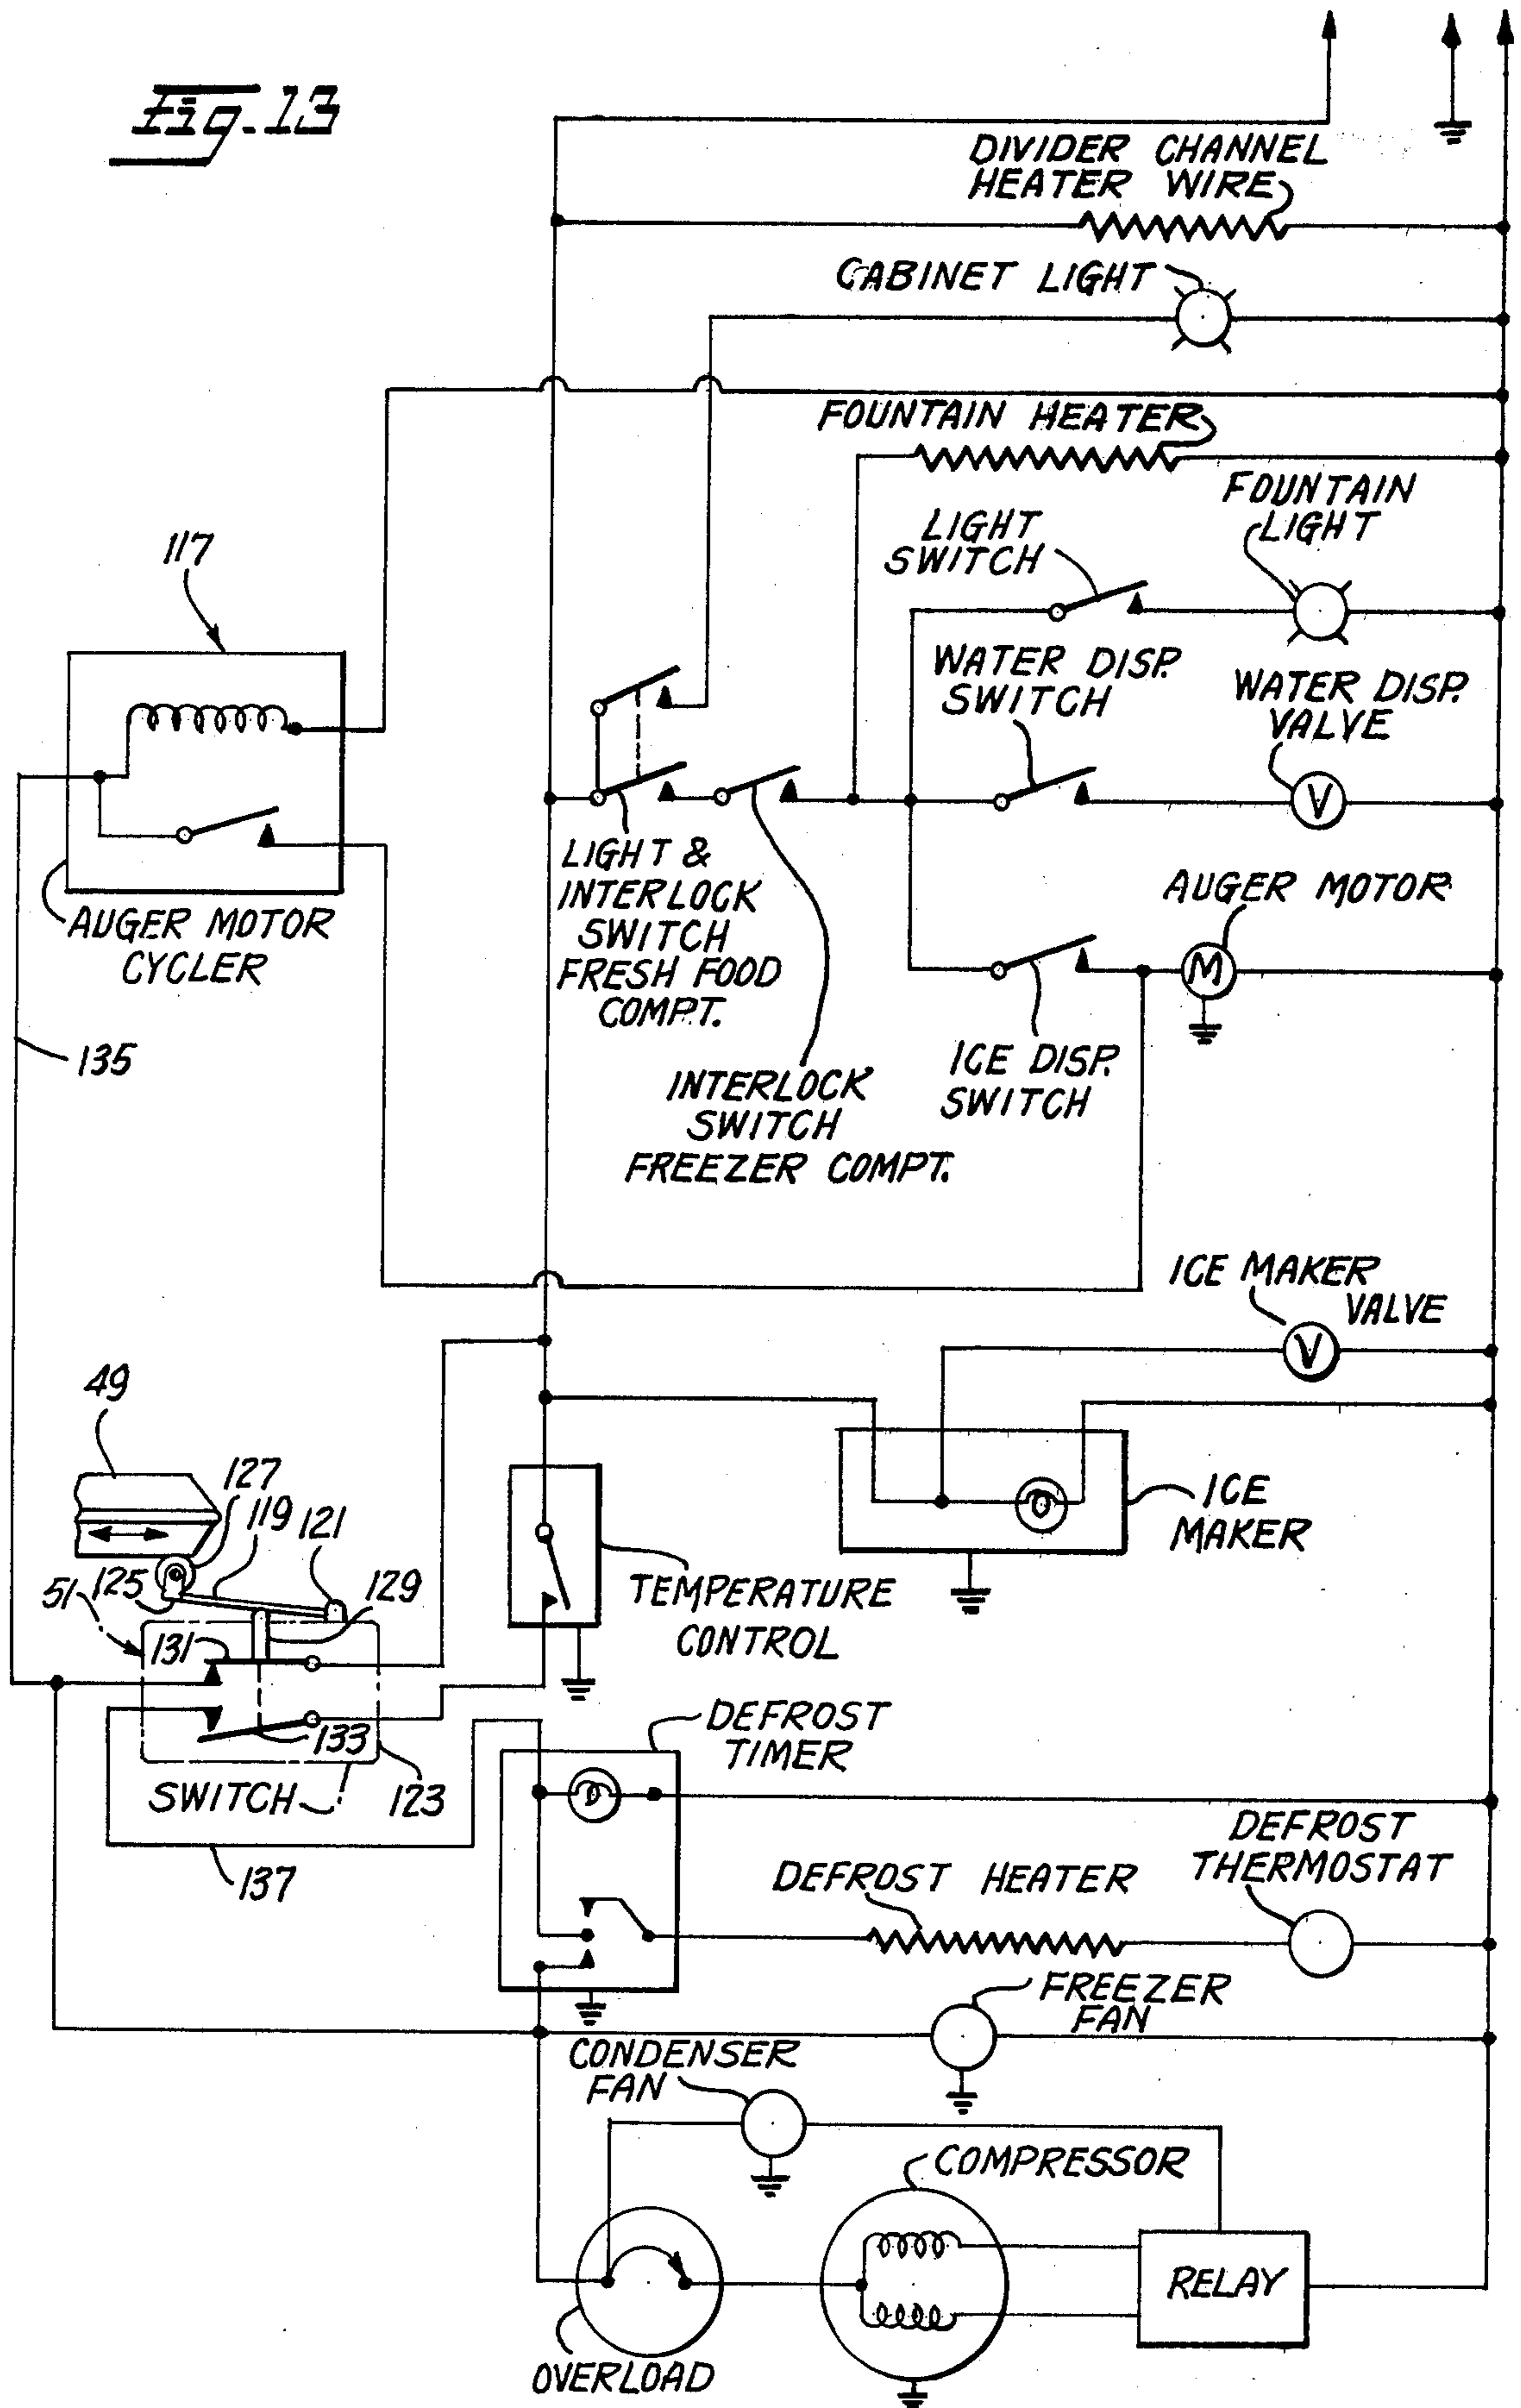 Fig. 13
DIVIDER CHANNEL
HEATER WIRE
CABINET LIGHT
FOUNTAIN HEATER
FOUNTAIN
LIGHT
LIGHT
SWITCH
117
WATER DISP.
SWITCH
WATER DISP.
VALVE
V
LIGHT &
INTERLOCK
SWITCH
FRESH FOOD
COMPT.
AUGER MOTOR
M
AUGER MOTOR
CYCLER
135
ICE DISP.
SWITCH
INTERLOCK
SWITCH
FREEZER COMPT.
ICE MAKER
VALVE
V
49
127
119
121
ICE
MAKER
51
125
129
TEMPERATURE
CONTROL
131
133
DEFROST
TIMER
SWITCH
123
DEFROST
THERMOSTAT
137
DEFROST HEATER
FREEZER
FAN
CONDENSER
FAN
COMPRESSOR
RELAY
OVERLOAD